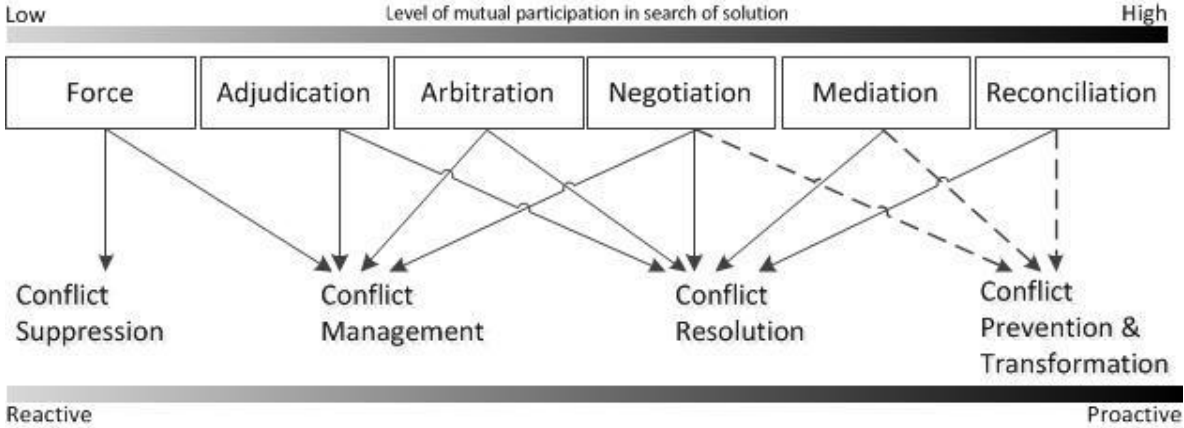 Low Level of mutual participation in search of solution High
Force Adjudication Arbitration Negotiation Mediation Reconciliation
Conflict
Suppression
Conflict
Management
Conflict
Resolution
Conflict
Prevention &
Transformation
Reactive Proactive